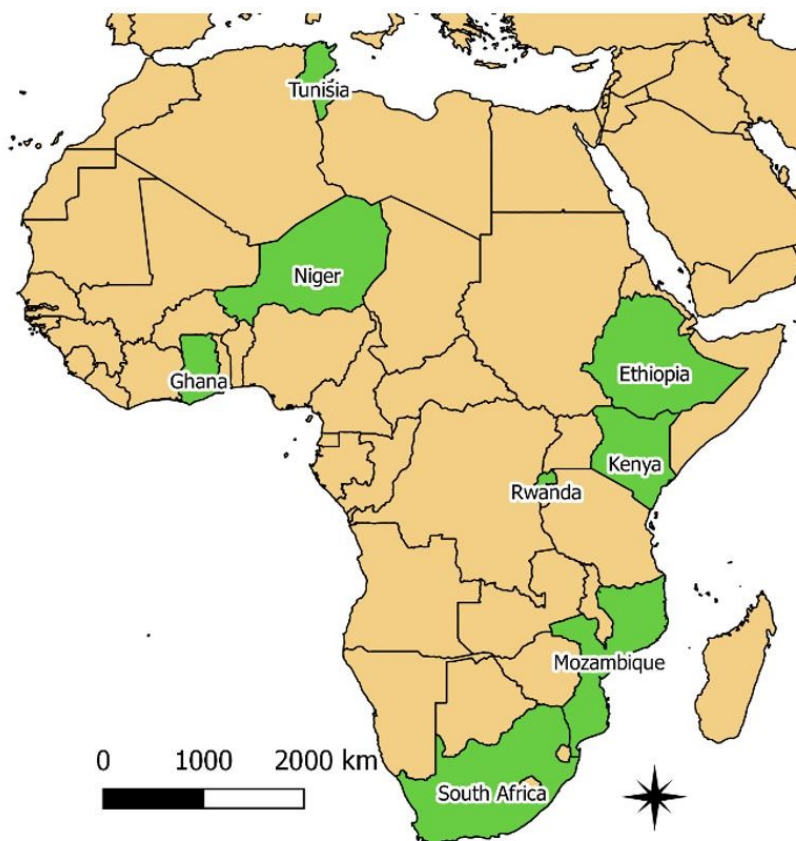 Tunisia
Niger
Ghana
Ethiopia
Kenya
Rwanda
Mozambique
0 1000 2000 km
South Africa